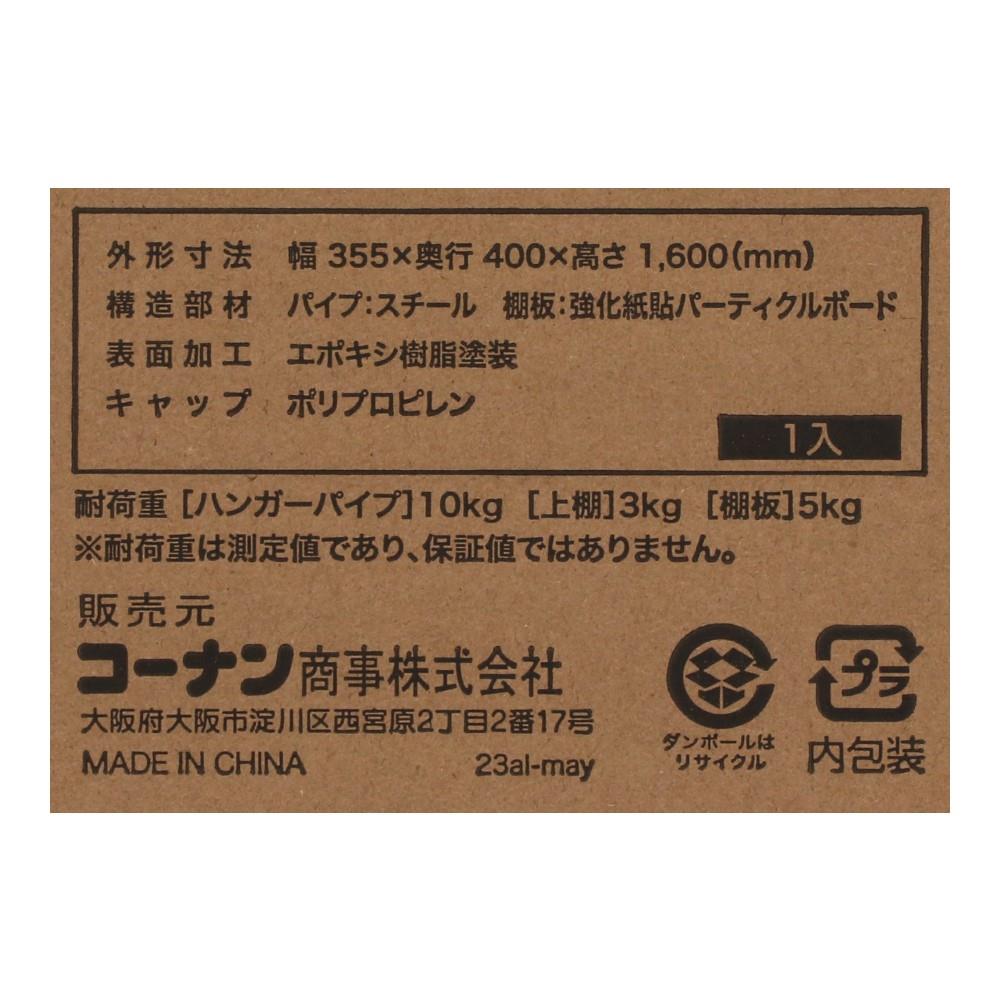 外形寸法 幅 355×奥行 400×高さ 1,600(mm)
構造部材 パイプ:スチール 棚板:強化紙貼パーティクルボード
表面加工 エポキシ樹脂塗装
キャップ ポリプロピレン
1入
耐荷重 [ハンガーパイプ]10kg [上棚]3kg [棚板]5kg
※耐荷重は測定値であり、保証値ではありません。
販売元
コーナン商事株式会社
大阪府大阪市淀川区西宮原2丁目2番17号
MADE IN CHINA 23al-may
ダンボールは
リサイクル
プラ
内包装